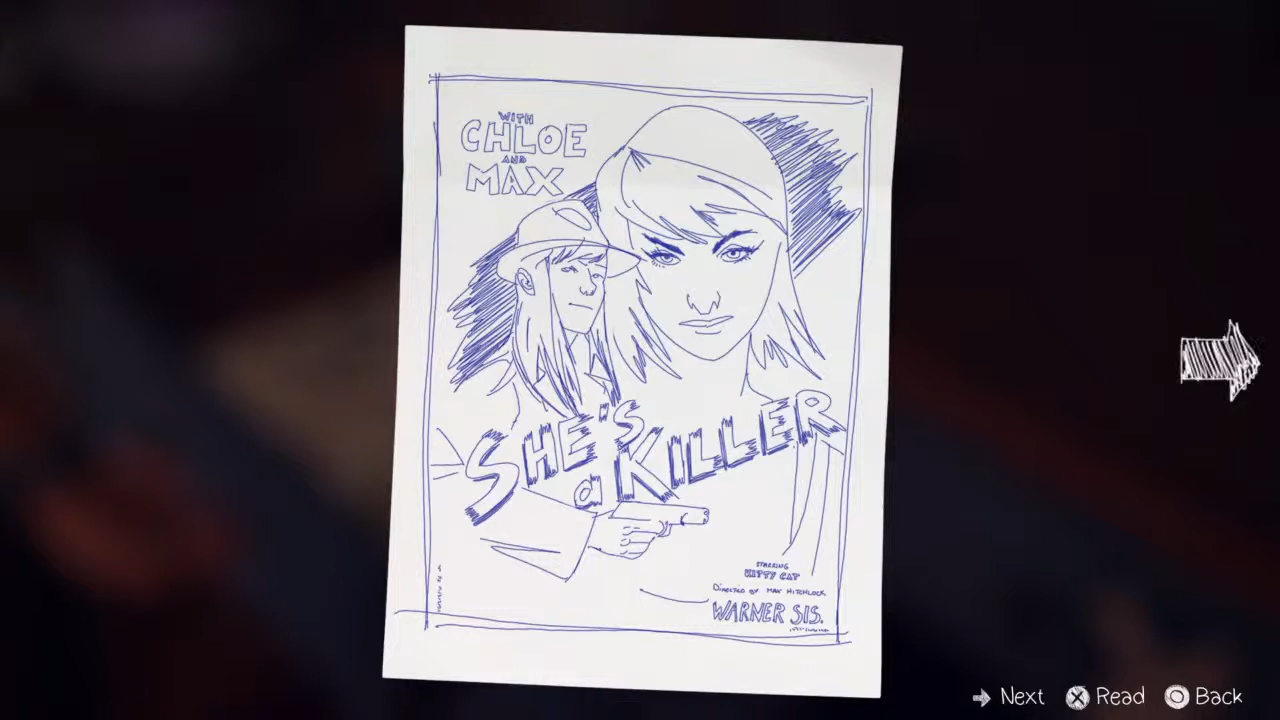 WITH
CHLOE
AND
MAX
SHE'S
a KILLER
STARRING
KITTY CAT
DIRECTED BY MAX HITCHLOCK
WARNER SIS.
Next Read Back